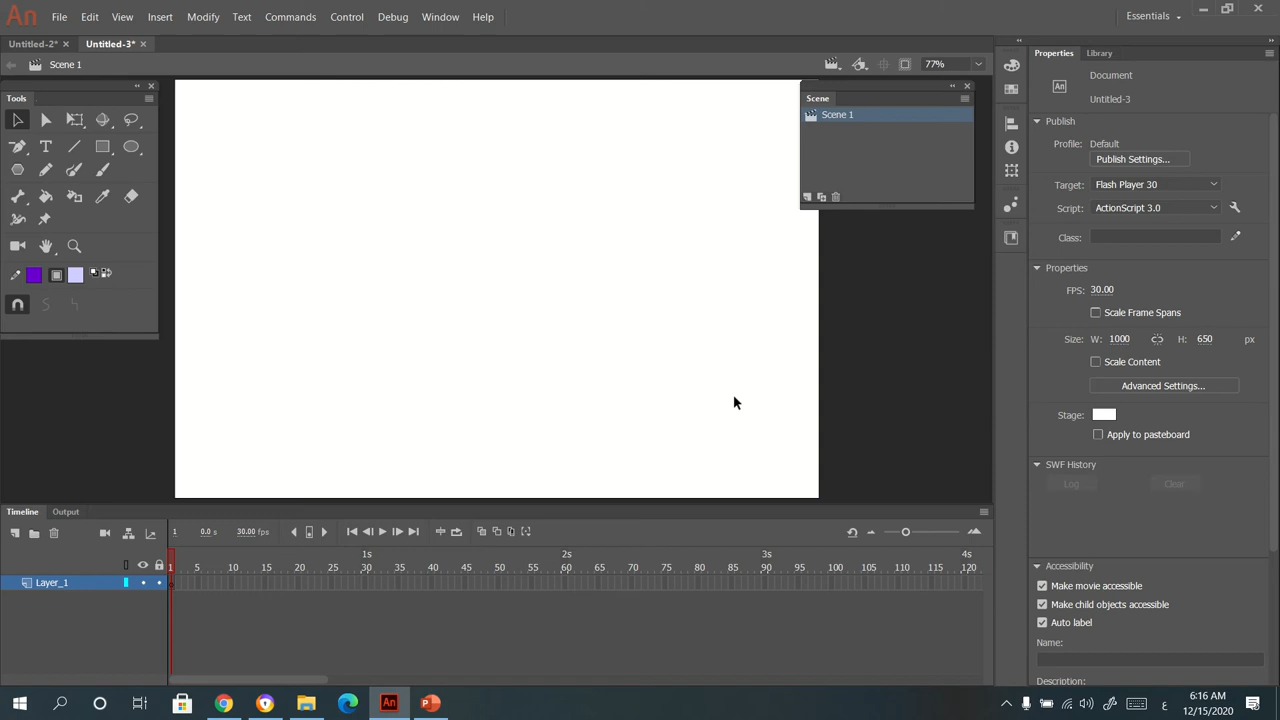 An File Edit View Insert Modify Text Commands Control Debug Window Help Essentials
Untitled-2* × Untitled-3* ×
Scene 1 77%
Properties Library
Tools
Scene
Scene 1
An Document
Untitled-3
Publish
Profile: Default
Publish Settings...
Target: Flash Player 30
Script: ActionScript 3.0
Class:
Properties
FPS: 30.00
Scale Frame Spans
Size: W: 1000 H: 650 px
Scale Content
Advanced Settings...
Stage:
Apply to pasteboard
SWF History
Log Clear
Timeline Output
1 0.0 s 30.00 fps
1s 2s 3s 4s
1 5 10 15 20 25 30 35 40 45 50 55 60 65 70 75 80 85 90 95 100 105 110 115 120
Layer_1
Accessibility
Make movie accessible
Make child objects accessible
Auto label
Name:
Description:
An P ع 6:16 AM
12/15/2020